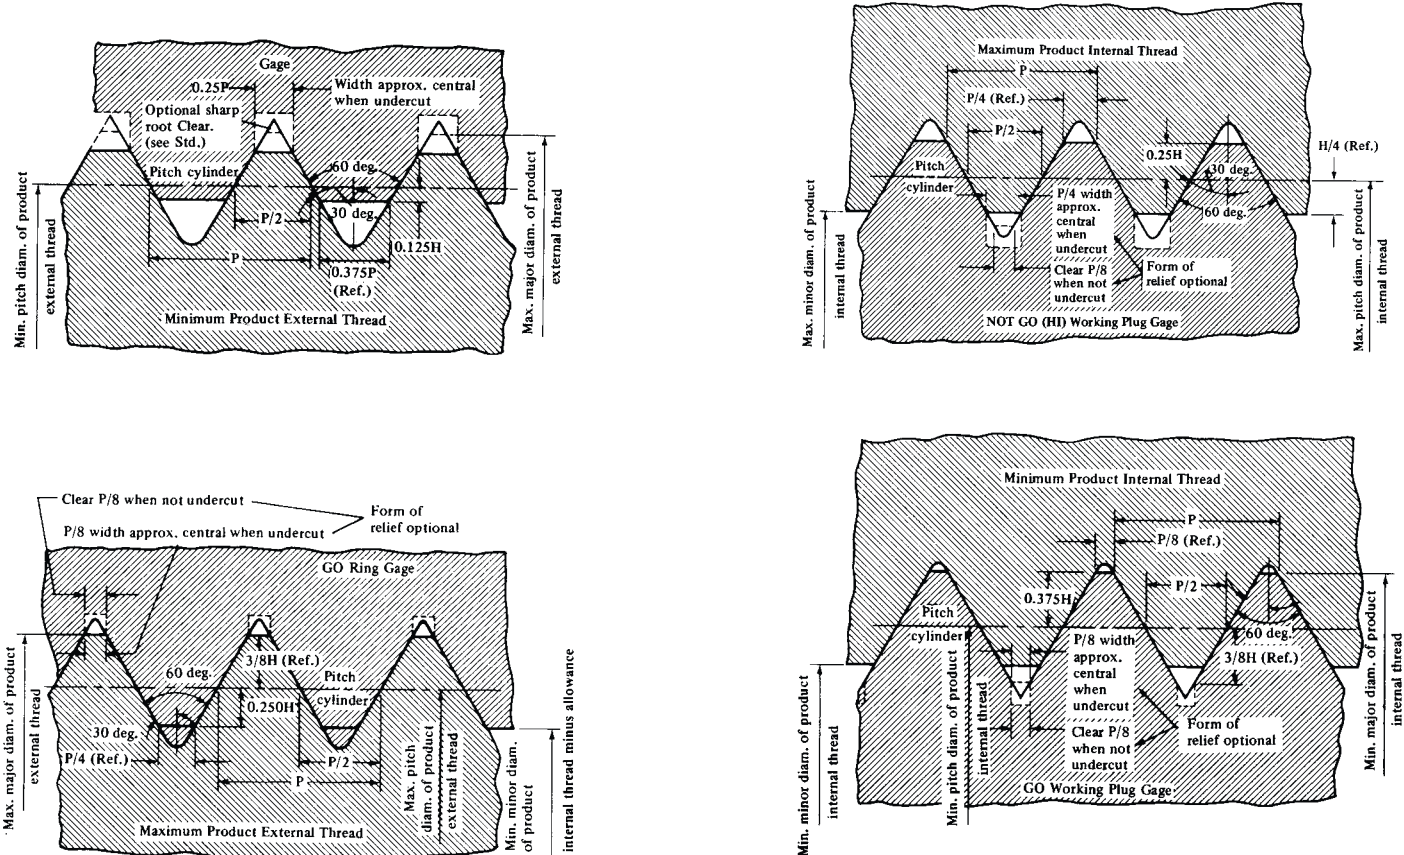 Gage
0.25P
Width approx. central
when undercut
Optional sharp
root Clear.
(see Std.)
Pitch cylinder
60 deg.
30 deg.
P/2
0.125H
P
0.375P
(Ref.)
Minimum Product External Thread
Min. pitch diam. of product
external thread
Max. major diam. of product
external thread
Maximum Product Internal Thread
P
P/4 (Ref.)
P/2
0.25H
H/4 (Ref.)
30 deg.
Pitch
cylinder
P/4 width
approx.
central
when
undercut
60 deg.
Clear P/8
when not
undercut
Form of
relief optional
NOT GO (HI) Working Plug Gage
Max. minor diam. of product
internal thread
Max. pitch diam. of product
internal thread
Clear P/8 when not undercut
Form of
relief optional
P/8 width approx. central when undercut
GO Ring Gage
60 deg.
3/8H (Ref.)
Pitch
cylinder
0.250H
30 deg.
P/4 (Ref.)
P/2
P
Max. major diam. of product
external thread
Max. pitch
diam. of product
external thread
Min. minor diam.
of product
internal thread minus allowance
Maximum Product External Thread
Minimum Product Internal Thread
P
P/8 (Ref.)
0.375H
P/2
Pitch
cylinder
60 deg.
P/8 width
approx.
central
when
undercut
3/8H (Ref.)
Clear P/8
when not
undercut
Form of
relief optional
GO Working Plug Gage
Min. minor diam. of product
internal thread
Min. pitch diam. of product
internal thread
Min. major diam. of product
internal thread